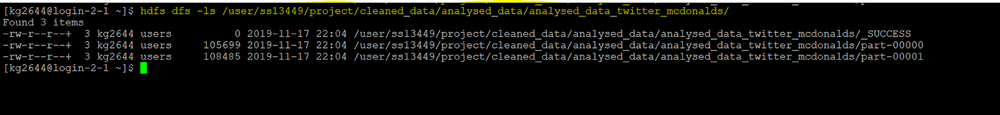 [kg2644@login-2-1 ~]$ hdfs dfs -ls /user/ss13449/project/cleaned_data/analysed_data/analysed_data_twitter_mcdonalds/
Found 3 items
-rw-r--r--+  3 kg2644 users          0 2019-11-17 22:04 /user/ss13449/project/cleaned_data/analysed_data/analysed_data_twitter_mcdonalds/_SUCCESS
-rw-r--r--+  3 kg2644 users     105699 2019-11-17 22:04 /user/ss13449/project/cleaned_data/analysed_data/analysed_data_twitter_mcdonalds/part-00000
-rw-r--r--+  3 kg2644 users     108485 2019-11-17 22:04 /user/ss13449/project/cleaned_data/analysed_data/analysed_data_twitter_mcdonalds/part-00001
[kg2644@login-2-1 ~]$